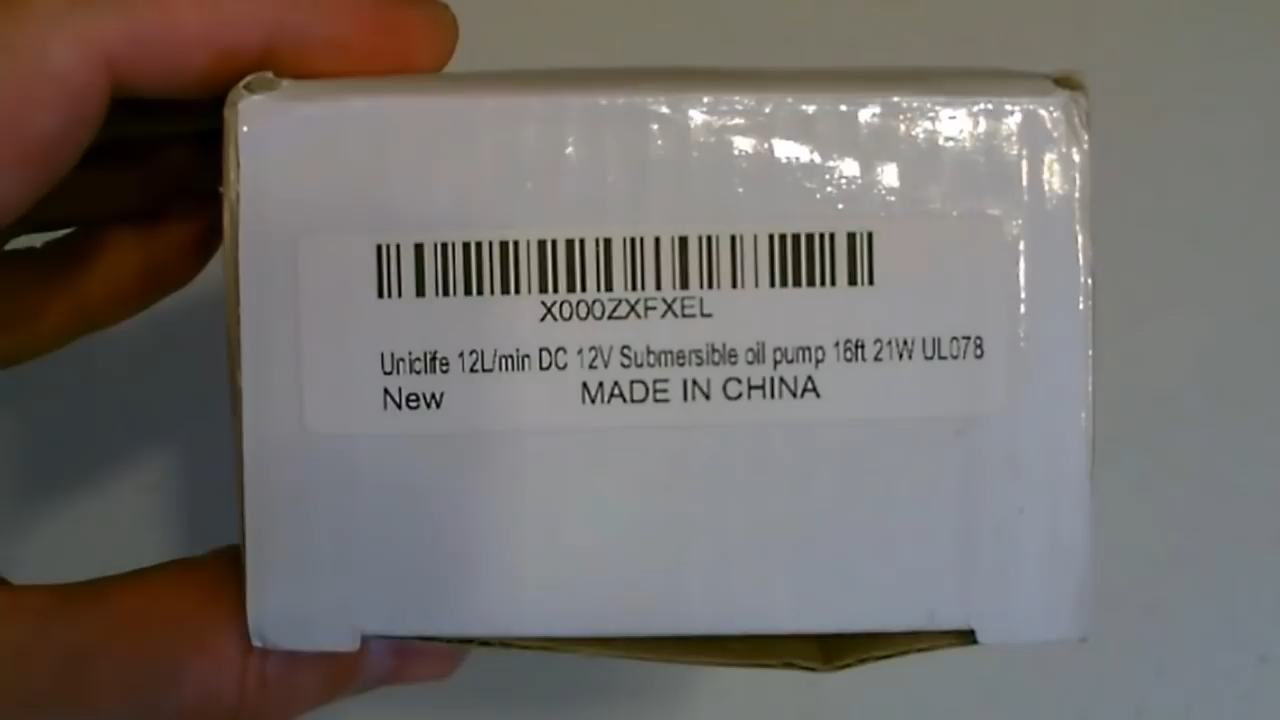 X000ZXFXEL
Uniclife 12L/min DC 12V Submersible oil pump 16ft 21W UL078
New MADE IN CHINA